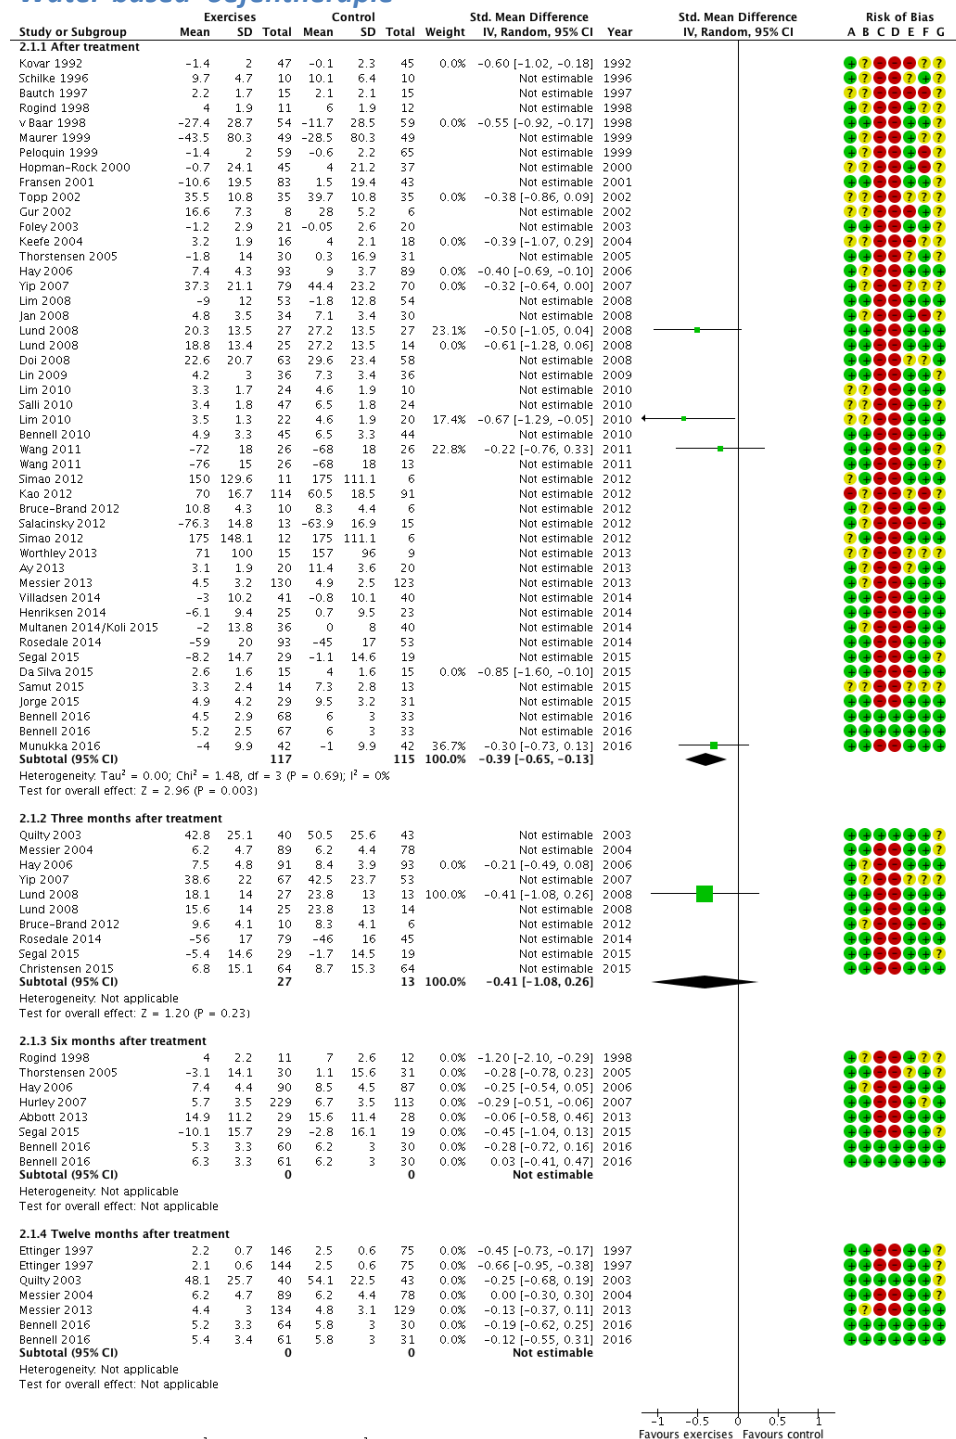 Water-based oefentherapie
Exercises Control Std. Mean Difference Std. Mean Difference Risk of Bias
Study or Subgroup Mean SD Total Mean SD Total Weight IV, Random, 95% CI Year IV, Random, 95% CI A B C D E F G
2.1.1 After treatment
Kovar 1992 −1.4 2 47 −0.1 2.3 45 0.0% −0.60 [−1.02, −0.18] 1992
Schilke 1996 9.7 4.7 10 10.1 6.4 10 Not estimable 1996
Bautch 1997 2.2 1.7 15 2.1 2.1 15 Not estimable 1997
Rogind 1998 4 1.9 11 6 1.9 12 Not estimable 1998
v Baar 1998 −27.4 28.7 54 −11.7 28.5 59 0.0% −0.55 [−0.92, −0.17] 1998
Maurer 1999 −43.5 80.3 49 −28.5 80.3 49 Not estimable 1999
Peloquin 1999 −1.4 2 59 −0.6 2.2 65 Not estimable 1999
Hopman−Rock 2000 −0.7 24.1 45 4 21.2 37 Not estimable 2000
Fransen 2001 −10.6 19.5 83 1.5 19.4 43 Not estimable 2001
Topp 2002 35.5 10.8 35 39.7 10.8 35 0.0% −0.38 [−0.86, 0.09] 2002
Gur 2002 16.6 7.3 8 28 5.2 6 Not estimable 2002
Foley 2003 −1.2 2.9 21 −0.05 2.6 20 Not estimable 2003
Keefe 2004 3.2 1.9 16 4 2.1 18 0.0% −0.39 [−1.07, 0.29] 2004
Thorstensen 2005 −1.8 14 30 0.3 16.9 31 Not estimable 2005
Hay 2006 7.4 4.3 93 9 3.7 89 0.0% −0.40 [−0.69, −0.10] 2006
Yip 2007 37.3 21.1 79 44.4 23.2 70 0.0% −0.32 [−0.64, 0.00] 2007
Lim 2008 −9 12 53 −1.8 12.8 54 Not estimable 2008
Jan 2008 4.8 3.5 34 7.1 3.4 30 Not estimable 2008
Lund 2008 20.3 13.5 27 27.2 13.5 27 23.1% −0.50 [−1.05, 0.04] 2008
Lund 2008 18.8 13.4 25 27.2 13.5 14 0.0% −0.61 [−1.28, 0.06] 2008
Doi 2008 22.6 20.7 63 29.6 23.4 58 Not estimable 2008
Lin 2009 4.2 3 36 7.3 3.4 36 Not estimable 2009
Lim 2010 3.3 1.7 24 4.6 1.9 10 Not estimable 2010
Salli 2010 3.4 1.8 47 6.5 1.8 24 Not estimable 2010
Lim 2010 3.5 1.3 22 4.6 1.9 20 17.4% −0.67 [−1.29, −0.05] 2010
Bennell 2010 4.9 3.3 45 6.5 3.3 44 Not estimable 2010
Wang 2011 −72 18 26 −68 18 26 22.8% −0.22 [−0.76, 0.33] 2011
Wang 2011 −76 15 26 −68 18 13 Not estimable 2011
Simao 2012 150 129.6 11 175 111.1 6 Not estimable 2012
Kao 2012 70 16.7 114 60.5 18.5 91 Not estimable 2012
Bruce−Brand 2012 10.8 4.3 10 8.3 4.4 6 Not estimable 2012
Salacinsky 2012 −76.3 14.8 13 −63.9 16.9 15 Not estimable 2012
Simao 2012 175 148.1 12 175 111.1 6 Not estimable 2012
Worthley 2013 71 100 15 157 96 9 Not estimable 2013
Ay 2013 3.1 1.9 20 11.4 3.6 20 Not estimable 2013
Messier 2013 4.5 3.2 130 4.9 2.5 123 Not estimable 2013
Villadsen 2014 −3 10.2 41 −0.8 10.1 40 Not estimable 2014
Henriksen 2014 −6.1 9.4 25 0.7 9.5 23 Not estimable 2014
Multanen 2014/Koli 2015 −2 13.8 36 0 8 40 Not estimable 2014
Rosedale 2014 −59 20 93 −45 17 53 Not estimable 2014
Segal 2015 −8.2 14.7 29 −1.1 14.6 19 Not estimable 2015
Da Silva 2015 2.6 1.6 15 4 1.6 15 0.0% −0.85 [−1.60, −0.10] 2015
Samut 2015 3.3 2.4 14 7.3 2.8 13 Not estimable 2015
Jorge 2015 4.9 4.2 29 9.5 3.2 31 Not estimable 2015
Bennell 2016 4.5 2.9 68 6 3 33 Not estimable 2016
Bennell 2016 5.2 2.5 67 6 3 33 Not estimable 2016
Munukka 2016 −4 9.9 42 −1 9.9 42 36.7% −0.30 [−0.73, 0.13] 2016
Subtotal (95% CI) 117 115 100.0% −0.39 [−0.65, −0.13]
Heterogeneity: Tau² = 0.00; Chi² = 1.48, df = 3 (P = 0.69); I² = 0%
Test for overall effect: Z = 2.96 (P = 0.003)
2.1.2 Three months after treatment
Quilty 2003 42.8 25.1 40 50.5 25.6 43 Not estimable 2003
Messier 2004 6.2 4.7 89 6.2 4.4 78 Not estimable 2004
Hay 2006 7.5 4.8 91 8.4 3.9 93 0.0% −0.21 [−0.49, 0.08] 2006
Yip 2007 38.6 22 67 42.5 23.7 53 Not estimable 2007
Lund 2008 18.1 14 27 23.8 13 13 100.0% −0.41 [−1.08, 0.26] 2008
Lund 2008 15.6 14 25 23.8 13 14 Not estimable 2008
Bruce−Brand 2012 9.6 4.1 10 8.3 4.1 6 Not estimable 2012
Rosedale 2014 −56 17 79 −46 16 45 Not estimable 2014
Segal 2015 −5.4 14.6 29 −1.7 14.5 19 Not estimable 2015
Christensen 2015 6.8 15.1 64 8.7 15.3 64 Not estimable 2015
Subtotal (95% CI) 27 13 100.0% −0.41 [−1.08, 0.26]
Heterogeneity: Not applicable
Test for overall effect: Z = 1.20 (P = 0.23)
2.1.3 Six months after treatment
Rogind 1998 4 2.2 11 7 2.6 12 0.0% −1.20 [−2.10, −0.29] 1998
Thorstensen 2005 −3.1 14.1 30 1.1 15.6 31 0.0% −0.28 [−0.78, 0.23] 2005
Hay 2006 7.4 4.4 90 8.5 4.5 87 0.0% −0.25 [−0.54, 0.05] 2006
Hurley 2007 5.7 3.5 229 6.7 3.5 113 0.0% −0.29 [−0.51, −0.06] 2007
Abbott 2013 14.9 11.2 29 15.6 11.4 28 0.0% −0.06 [−0.58, 0.46] 2013
Segal 2015 −10.1 15.7 29 −2.8 16.1 19 0.0% −0.45 [−1.04, 0.13] 2015
Bennell 2016 5.3 3.3 60 6.2 3 30 0.0% −0.28 [−0.72, 0.16] 2016
Bennell 2016 6.3 3.3 61 6.2 3 30 0.0% 0.03 [−0.41, 0.47] 2016
Subtotal (95% CI) 0 0 Not estimable
Heterogeneity: Not applicable
Test for overall effect: Not applicable
2.1.4 Twelve months after treatment
Ettinger 1997 2.2 0.7 146 2.5 0.6 75 0.0% −0.45 [−0.73, −0.17] 1997
Ettinger 1997 2.1 0.6 144 2.5 0.6 75 0.0% −0.66 [−0.95, −0.38] 1997
Quilty 2003 48.1 25.7 40 54.1 22.5 43 0.0% −0.25 [−0.68, 0.19] 2003
Messier 2004 6.2 4.7 89 6.2 4.4 78 0.0% 0.00 [−0.30, 0.30] 2004
Messier 2013 4.4 3 134 4.8 3.1 129 0.0% −0.13 [−0.37, 0.11] 2013
Bennell 2016 5.2 3.3 64 5.8 3 30 0.0% −0.19 [−0.62, 0.25] 2016
Bennell 2016 5.4 3.4 61 5.8 3 31 0.0% −0.12 [−0.55, 0.31] 2016
Subtotal (95% CI) 0 0 Not estimable
Heterogeneity: Not applicable
Test for overall effect: Not applicable
−1 −0.5 0 0.5 1
Favours exercises Favours control